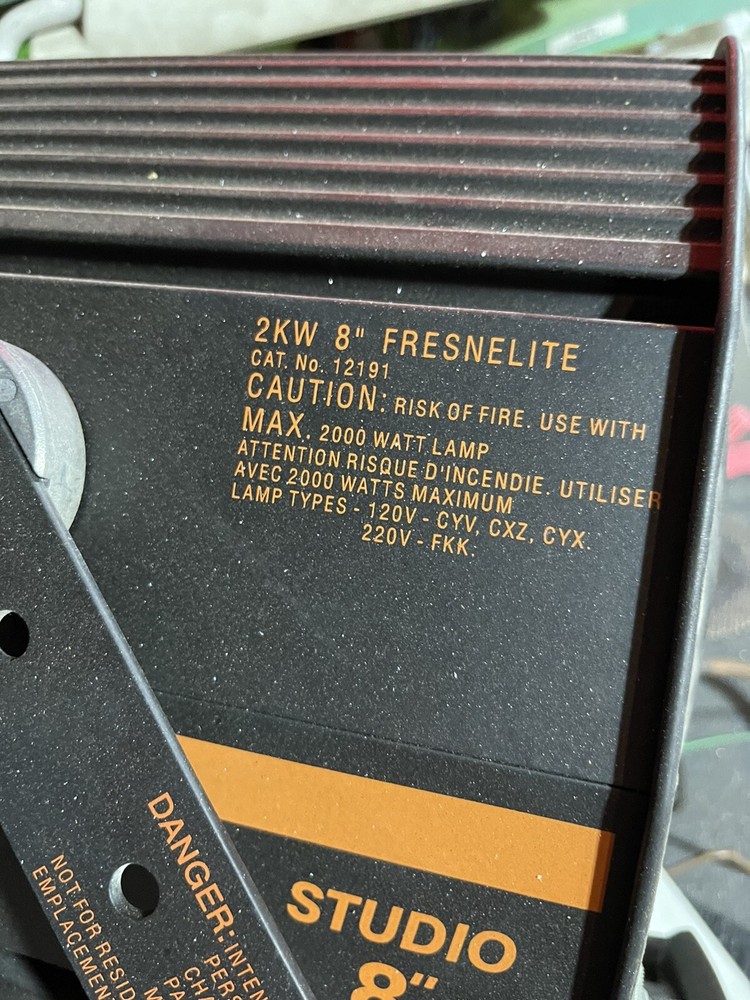 2KW 8" FRESNELITE
CAT. No. 12191
CAUTION: RISK OF FIRE. USE WITH
MAX. 2000 WATT LAMP
ATTENTION RISQUE D'INCENDIE. UTILISER
AVEC 2000 WATTS MAXIMUM
LAMP TYPES - 120V - CYV, CXZ, CYX.
220V - FKK.
DANGER:
NOT FOR
STUDIO
8"